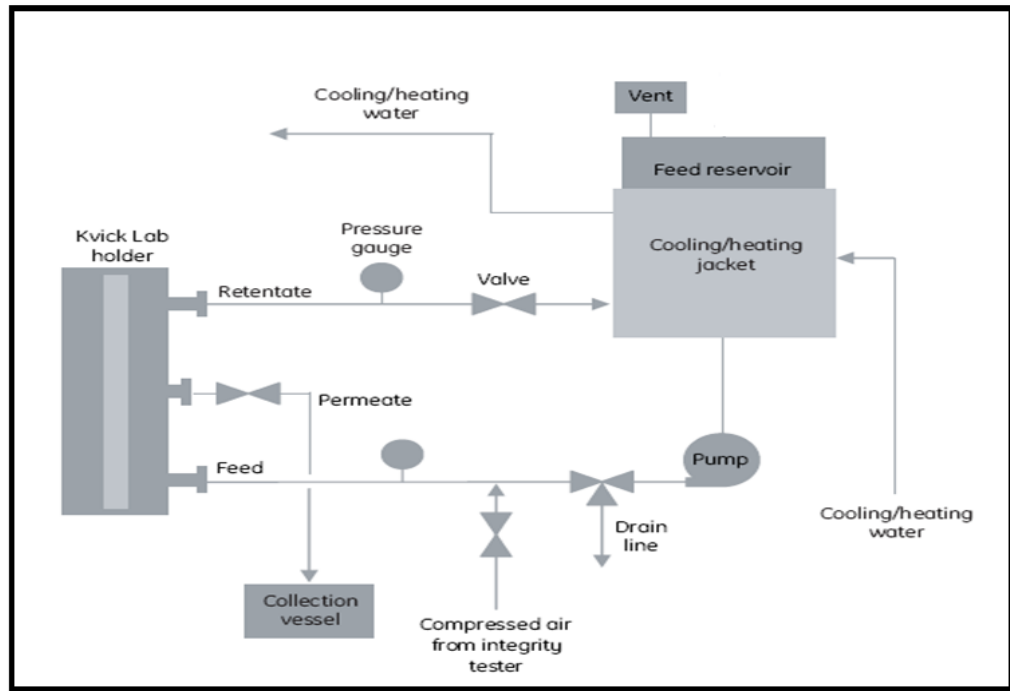 Cooling/heating
water
Vent
Feed reservoir
Kvick Lab
holder
Pressure
gauge
Cooling/heating
jacket
Retentate
Valve
Permeate
Feed
Pump
Drain
line
Cooling/heating
water
Collection
vessel
Compressed air
from integrity
tester